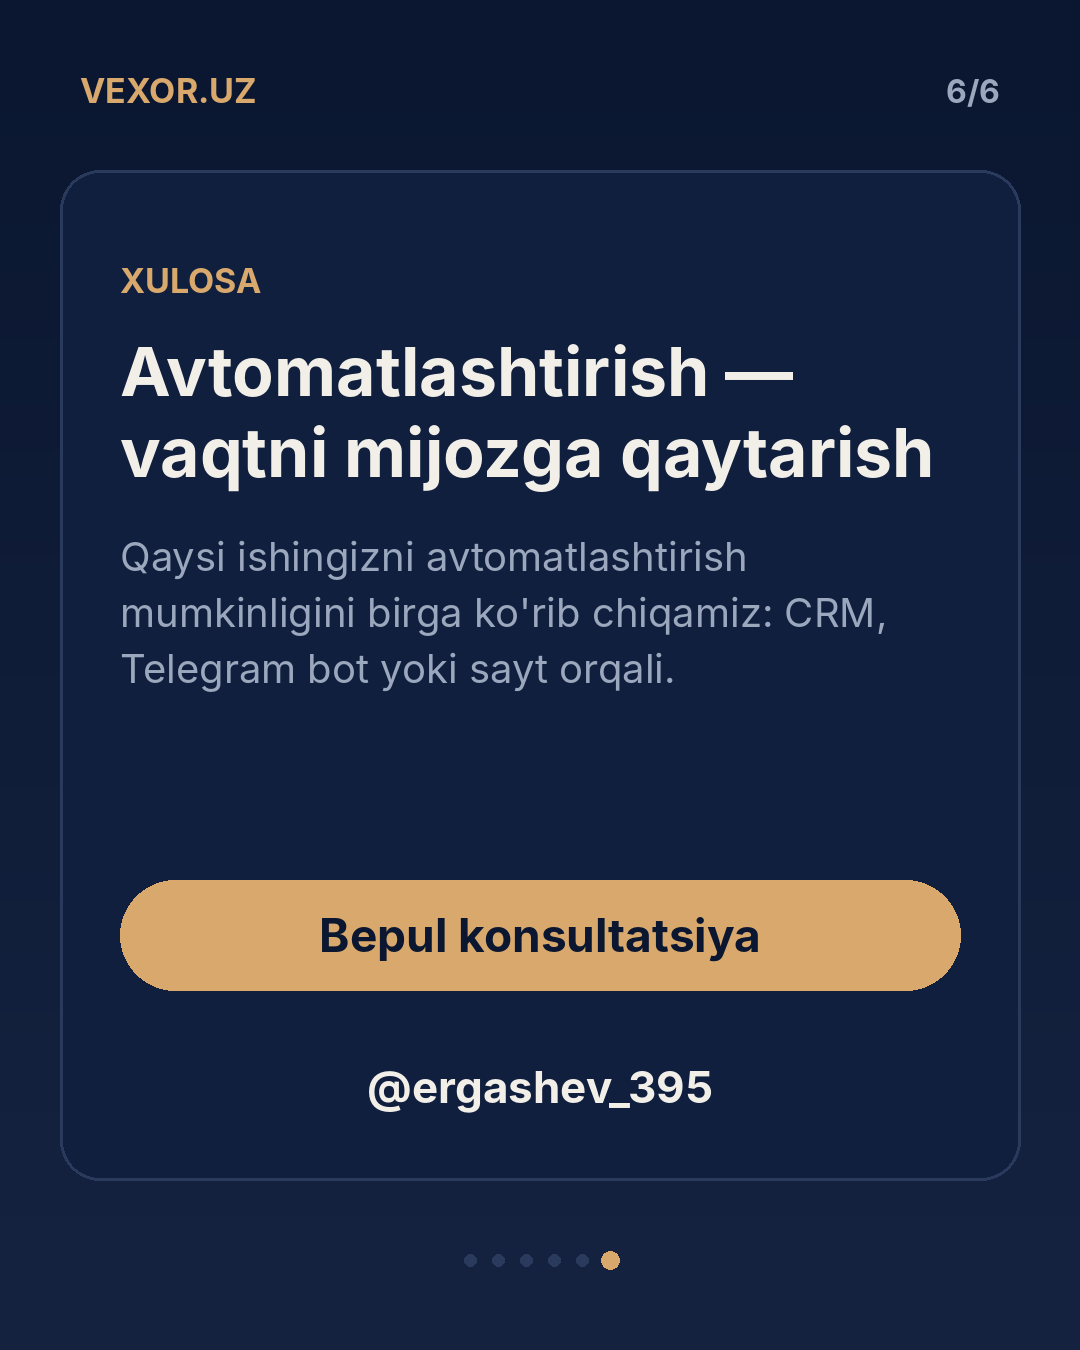 VEXOR.UZ
6/6
XULOSA
Avtomatlashtirish —
vaqtni mijozga qaytarish
Qaysi ishingizni avtomatlashtirish
mumkinligini birga ko'rib chiqamiz: CRM,
Telegram bot yoki sayt orqali.
Bepul konsultatsiya
@ergashev_395